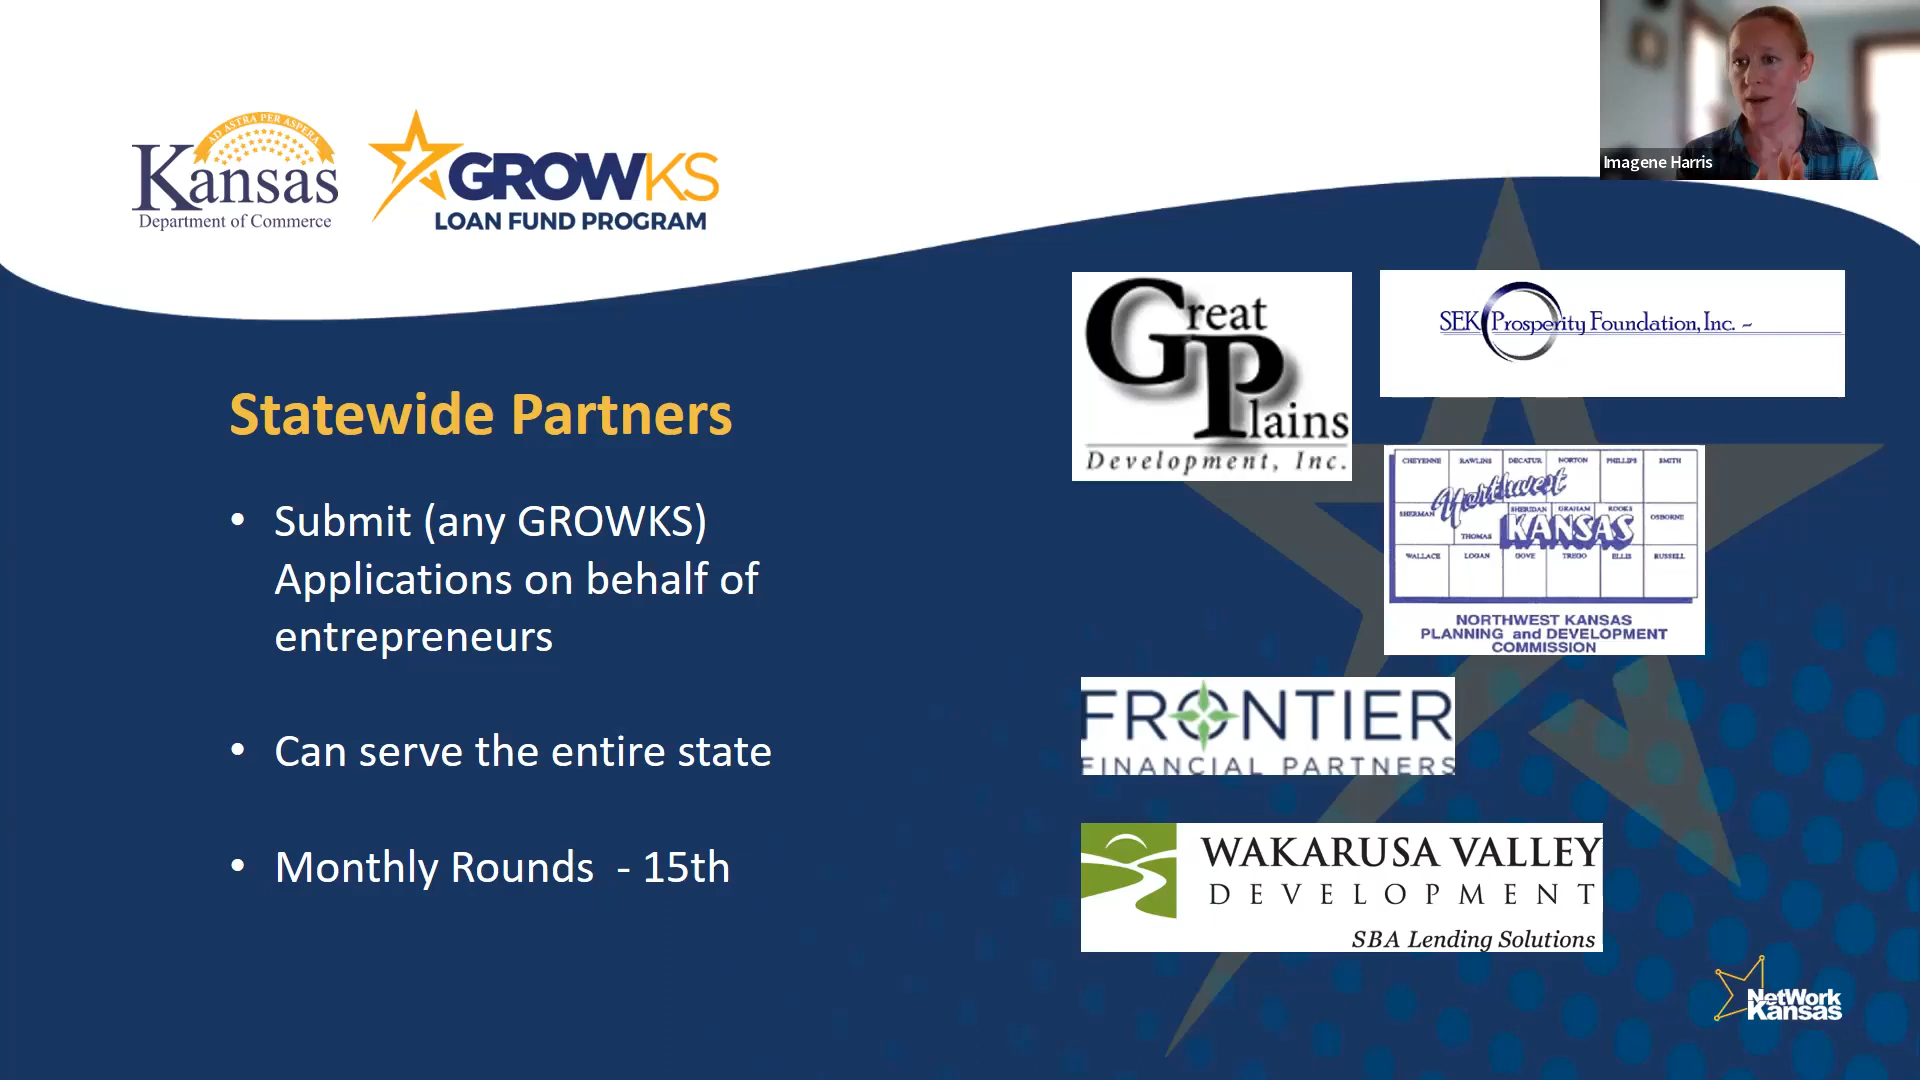 AD ASTRA PER ASPERA
Kansas
Department of Commerce
GROWKS
LOAN FUND PROGRAM
Imagene Harris
Statewide Partners
• Submit (any GROWKS)
Applications on behalf of
entrepreneurs
• Can serve the entire state
• Monthly Rounds - 15th
Great
Plains
Development, Inc.
SEK Prosperity Foundation, Inc. ~
CHEYENNE RAWLINS DECATUR NORTON PHILLIPS SMITH
Northwest
SHERMAN THOMAS SHERIDAN GRAHAM ROOKS OSBORNE
KANSAS
WALLACE LOGAN GOVE TREGO ELLIS RUSSELL
NORTHWEST KANSAS
PLANNING and DEVELOPMENT
COMMISSION
FRONTIER
FINANCIAL PARTNERS
WAKARUSA VALLEY
DEVELOPMENT
SBA Lending Solutions
NetWork
Kansas